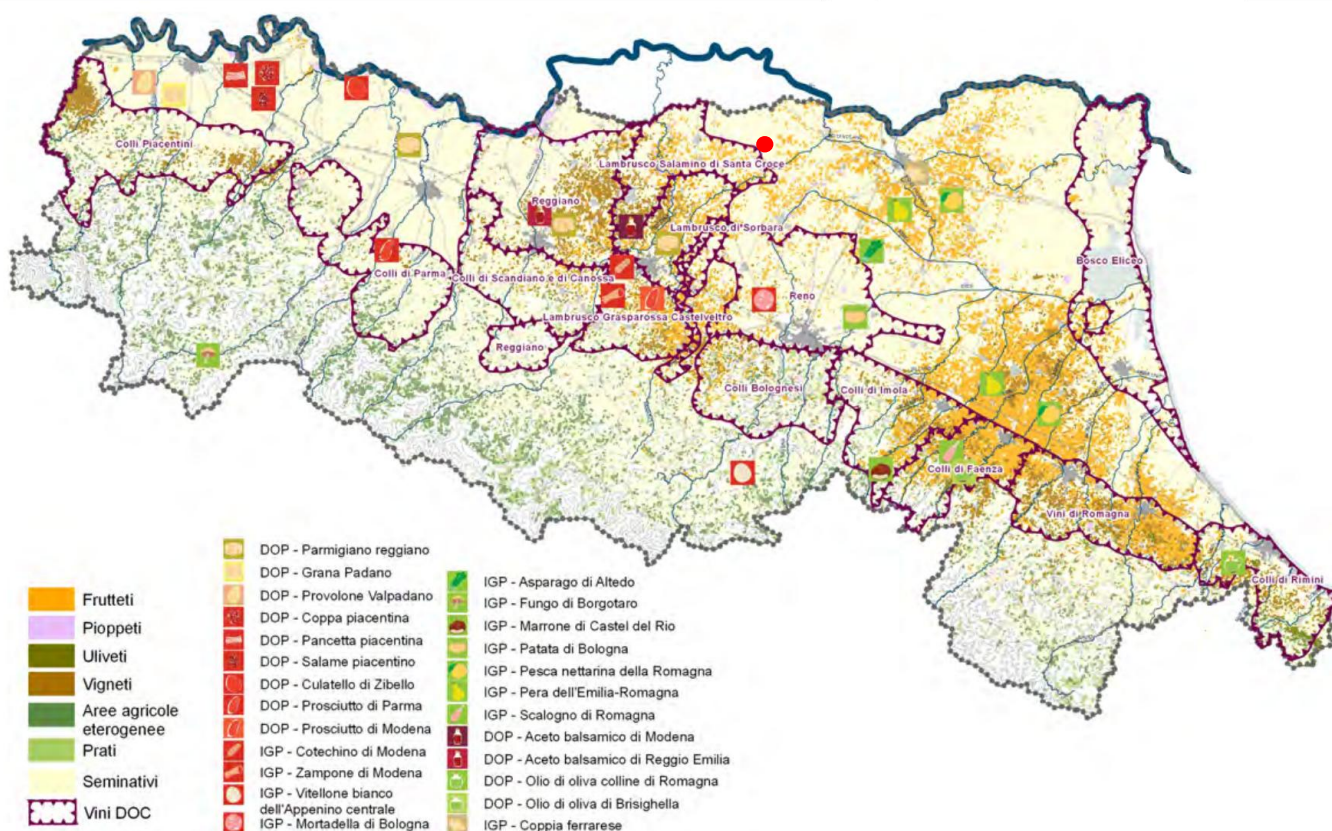 Colli Piacentini
Lambrusco Salamino di Santa Croce
Reggiano
Lambrusco di Sorbara
Colli di Parma
Colli di Scandiano e di Canossa
Bosco Eliceo
Reno
Lambrusco Grasparossa Castelveltro
Reggiano
Colli Bolognesi
Colli di Imola
Colli di Faenza
Vini di Romagna
Colli di Rimini
Frutteti
Pioppeti
Uliveti
Vigneti
Aree agricole
eterogenee
Prati
Seminativi
Vini DOC
DOP - Parmigiano reggiano
DOP - Grana Padano
DOP - Provolone Valpadano
DOP - Coppa piacentina
DOP - Pancetta piacentina
DOP - Salame piacentino
DOP - Culatello di Zibello
DOP - Prosciutto di Parma
DOP - Prosciutto di Modena
IGP - Cotechino di Modena
IGP - Zampone di Modena
IGP - Vitellone bianco
dell'Appenino centrale
IGP - Mortadella di Bologna
IGP - Asparago di Altedo
IGP - Fungo di Borgotaro
IGP - Marrone di Castel del Rio
IGP - Patata di Bologna
IGP - Pesca nettarina della Romagna
IGP - Pera dell'Emilia-Romagna
IGP - Scalogno di Romagna
DOP - Aceto balsamico di Modena
DOP - Aceto balsamico di Reggio Emilia
DOP - Olio di oliva colline di Romagna
DOP - Olio di oliva di Brisighella
IGP - Coppia ferrarese